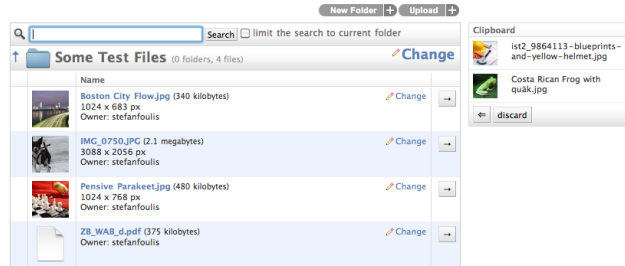 New Folder + Upload +
Search limit the search to current folder
Some Test Files (0 folders, 4 files) Change
Name
Boston City Flow.jpg (340 kilobytes) Change
1024 x 683 px
Owner: stefanfoulis
IMG_0750.JPG (2.1 megabytes) Change
3088 x 2056 px
Owner: stefanfoulis
Pensive Parakeet.jpg (480 kilobytes) Change
1024 x 768 px
Owner: stefanfoulis
ZB_WAB_d.pdf (375 kilobytes) Change
Owner: stefanfoulis
Clipboard
ist2_9864113-blueprints-
and-yellow-helmet.jpg
Costa Rican Frog with
quäk.jpg
discard